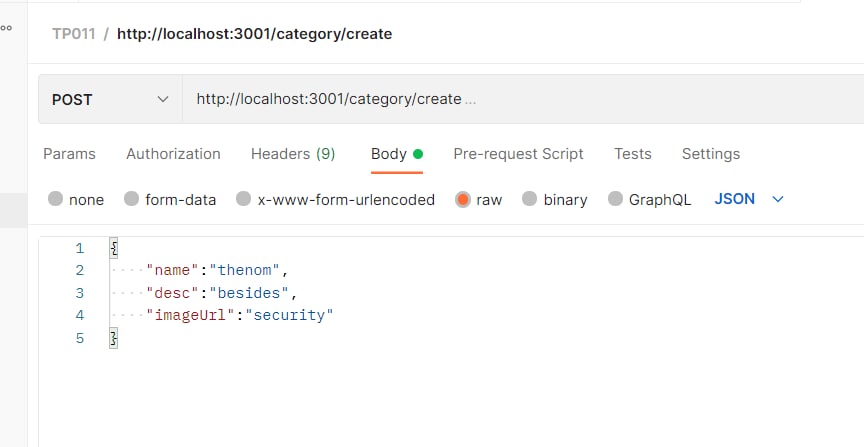 TP011 / http://localhost:3001/category/create
POST http://localhost:3001/category/create ...
Params Authorization Headers (9) Body Pre-request Script Tests Settings
none form-data x-www-form-urlencoded raw binary GraphQL JSON
1 {
2 ····"name":"thenom",
3 ····"desc":"besides",
4 ····"imageUrl":"security"
5 }